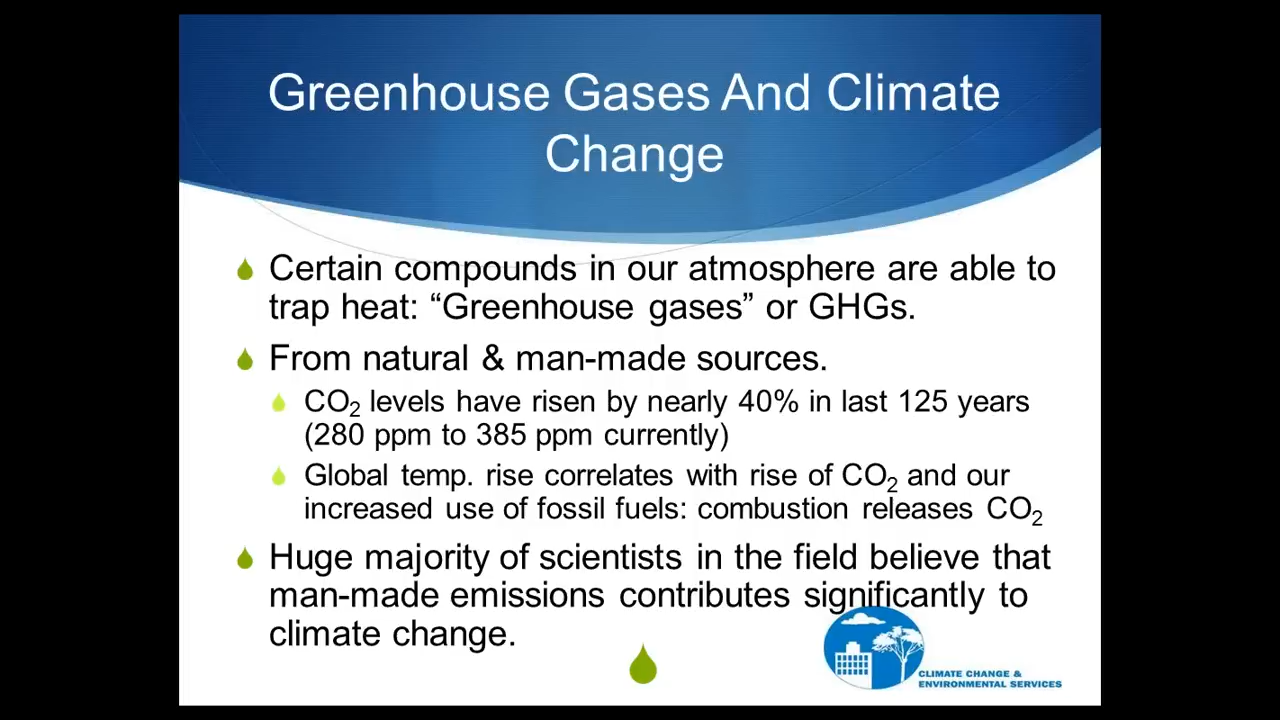 Greenhouse Gases And Climate
Change
Certain compounds in our atmosphere are able to
trap heat: “Greenhouse gases” or GHGs.
From natural & man-made sources.
CO₂ levels have risen by nearly 40% in last 125 years
(280 ppm to 385 ppm currently)
Global temp. rise correlates with rise of CO₂ and our
increased use of fossil fuels: combustion releases CO₂
Huge majority of scientists in the field believe that
man-made emissions contributes significantly to
climate change.
CLIMATE CHANGE &
ENVIRONMENTAL SERVICES